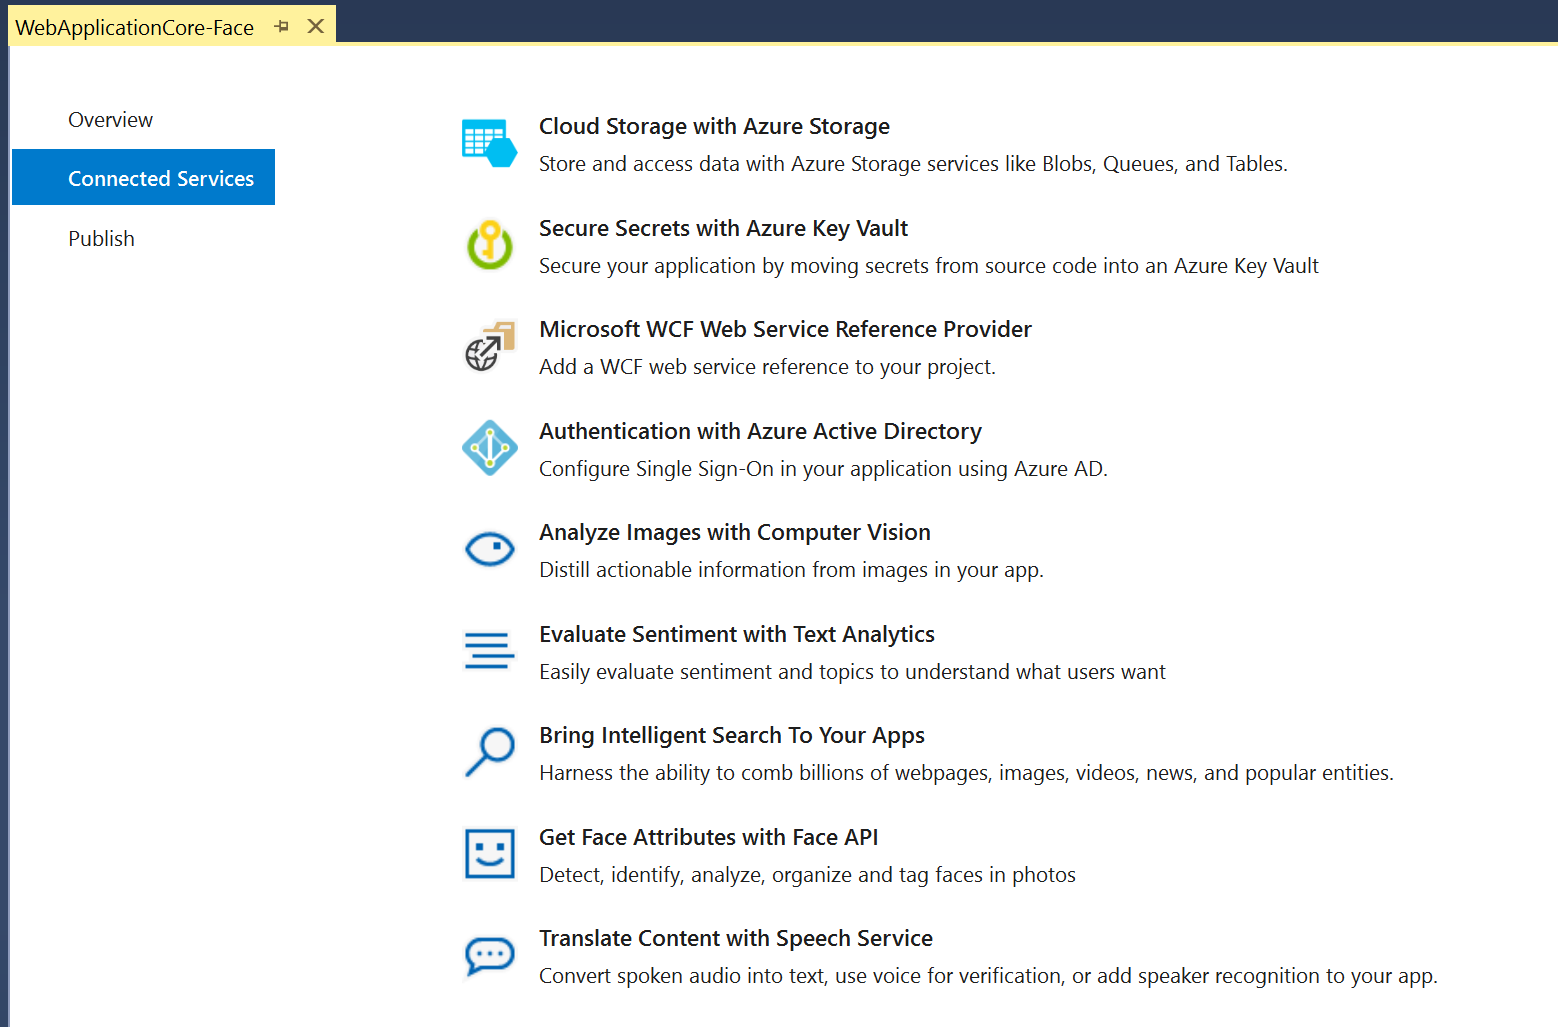 WebApplicationCore-Face
Overview
Connected Services
Publish
Cloud Storage with Azure Storage
Store and access data with Azure Storage services like Blobs, Queues, and Tables.
Secure Secrets with Azure Key Vault
Secure your application by moving secrets from source code into an Azure Key Vault
Microsoft WCF Web Service Reference Provider
Add a WCF web service reference to your project.
Authentication with Azure Active Directory
Configure Single Sign-On in your application using Azure AD.
Analyze Images with Computer Vision
Distill actionable information from images in your app.
Evaluate Sentiment with Text Analytics
Easily evaluate sentiment and topics to understand what users want
Bring Intelligent Search To Your Apps
Harness the ability to comb billions of webpages, images, videos, news, and popular entities.
Get Face Attributes with Face API
Detect, identify, analyze, organize and tag faces in photos
Translate Content with Speech Service
Convert spoken audio into text, use voice for verification, or add speaker recognition to your app.